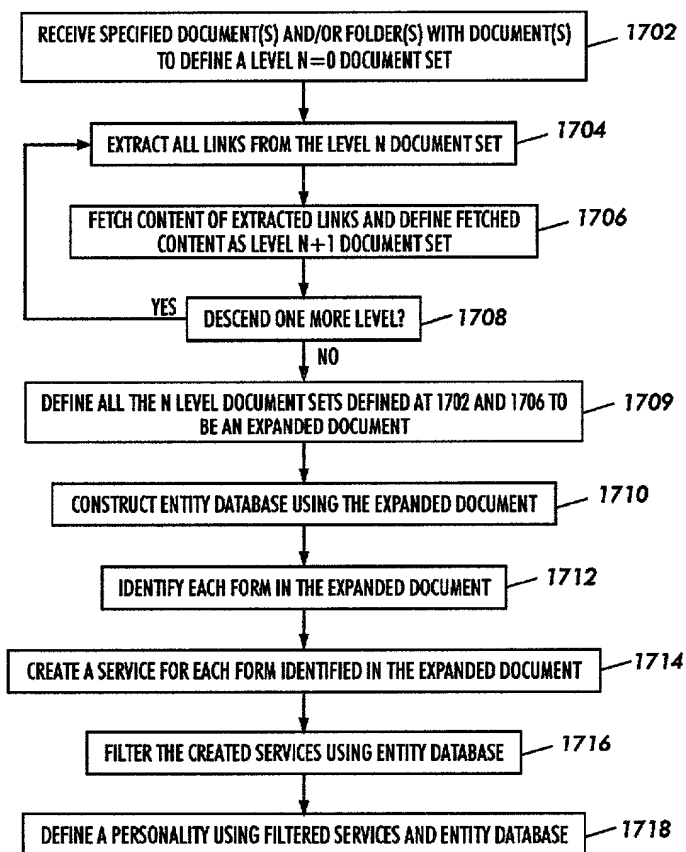 RECEIVE SPECIFIED DOCUMENT(S) AND/OR FOLDER(S) WITH DOCUMENT(S)
TO DEFINE A LEVEL N=0 DOCUMENT SET
1702
EXTRACT ALL LINKS FROM THE LEVEL N DOCUMENT SET
1704
FETCH CONTENT OF EXTRACTED LINKS AND DEFINE FETCHED
CONTENT AS LEVEL N+1 DOCUMENT SET
1706
YES
DESCEND ONE MORE LEVEL?
1708
NO
DEFINE ALL THE N LEVEL DOCUMENT SETS DEFINED AT 1702 AND 1706 TO
BE AN EXPANDED DOCUMENT
1709
CONSTRUCT ENTITY DATABASE USING THE EXPANDED DOCUMENT
1710
IDENTIFY EACH FORM IN THE EXPANDED DOCUMENT
1712
CREATE A SERVICE FOR EACH FORM IDENTIFIED IN THE EXPANDED DOCUMENT
1714
FILTER THE CREATED SERVICES USING ENTITY DATABASE
1716
DEFINE A PERSONALITY USING FILTERED SERVICES AND ENTITY DATABASE
1718